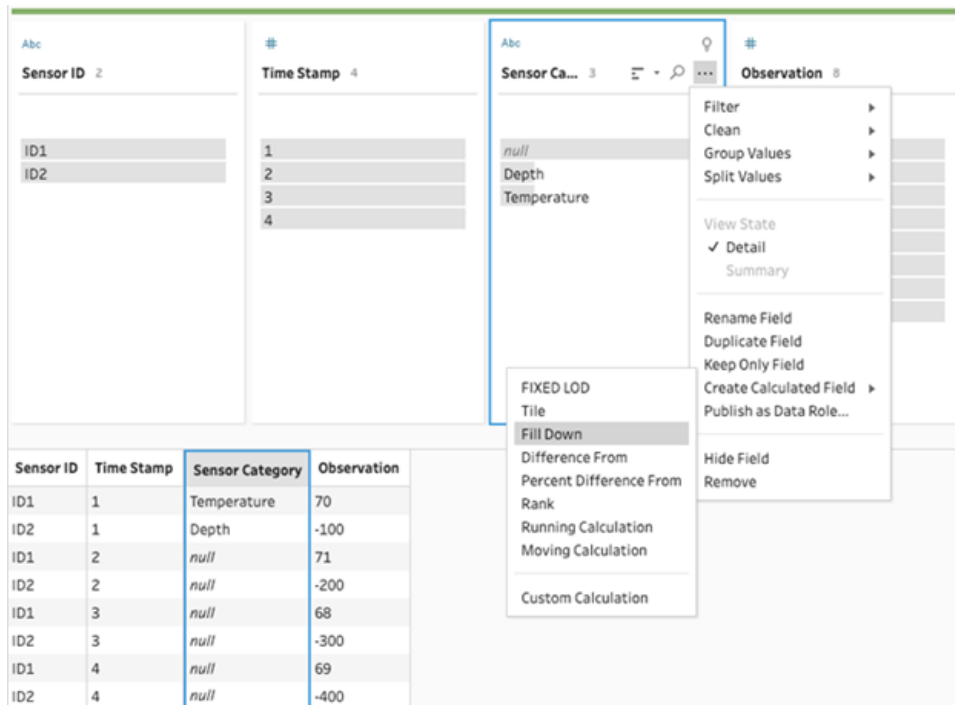 Abc
Sensor ID 2
ID1
ID2
#
Time Stamp 4
1
2
3
4
Abc
Sensor Ca... 3
null
Depth
Temperature
#
Observation 8
Filter
Clean
Group Values
Split Values
View State
✓ Detail
Summary
Rename Field
Duplicate Field
Keep Only Field
Create Calculated Field
Publish as Data Role...
Hide Field
Remove
FIXED LOD
Tile
Fill Down
Difference From
Percent Difference From
Rank
Running Calculation
Moving Calculation
Custom Calculation
Sensor ID Time Stamp Sensor Category Observation
ID1 1 Temperature 70
ID2 1 Depth -100
ID1 2 null 71
ID2 2 null -200
ID1 3 null 68
ID2 3 null -300
ID1 4 null 69
ID2 4 null -400